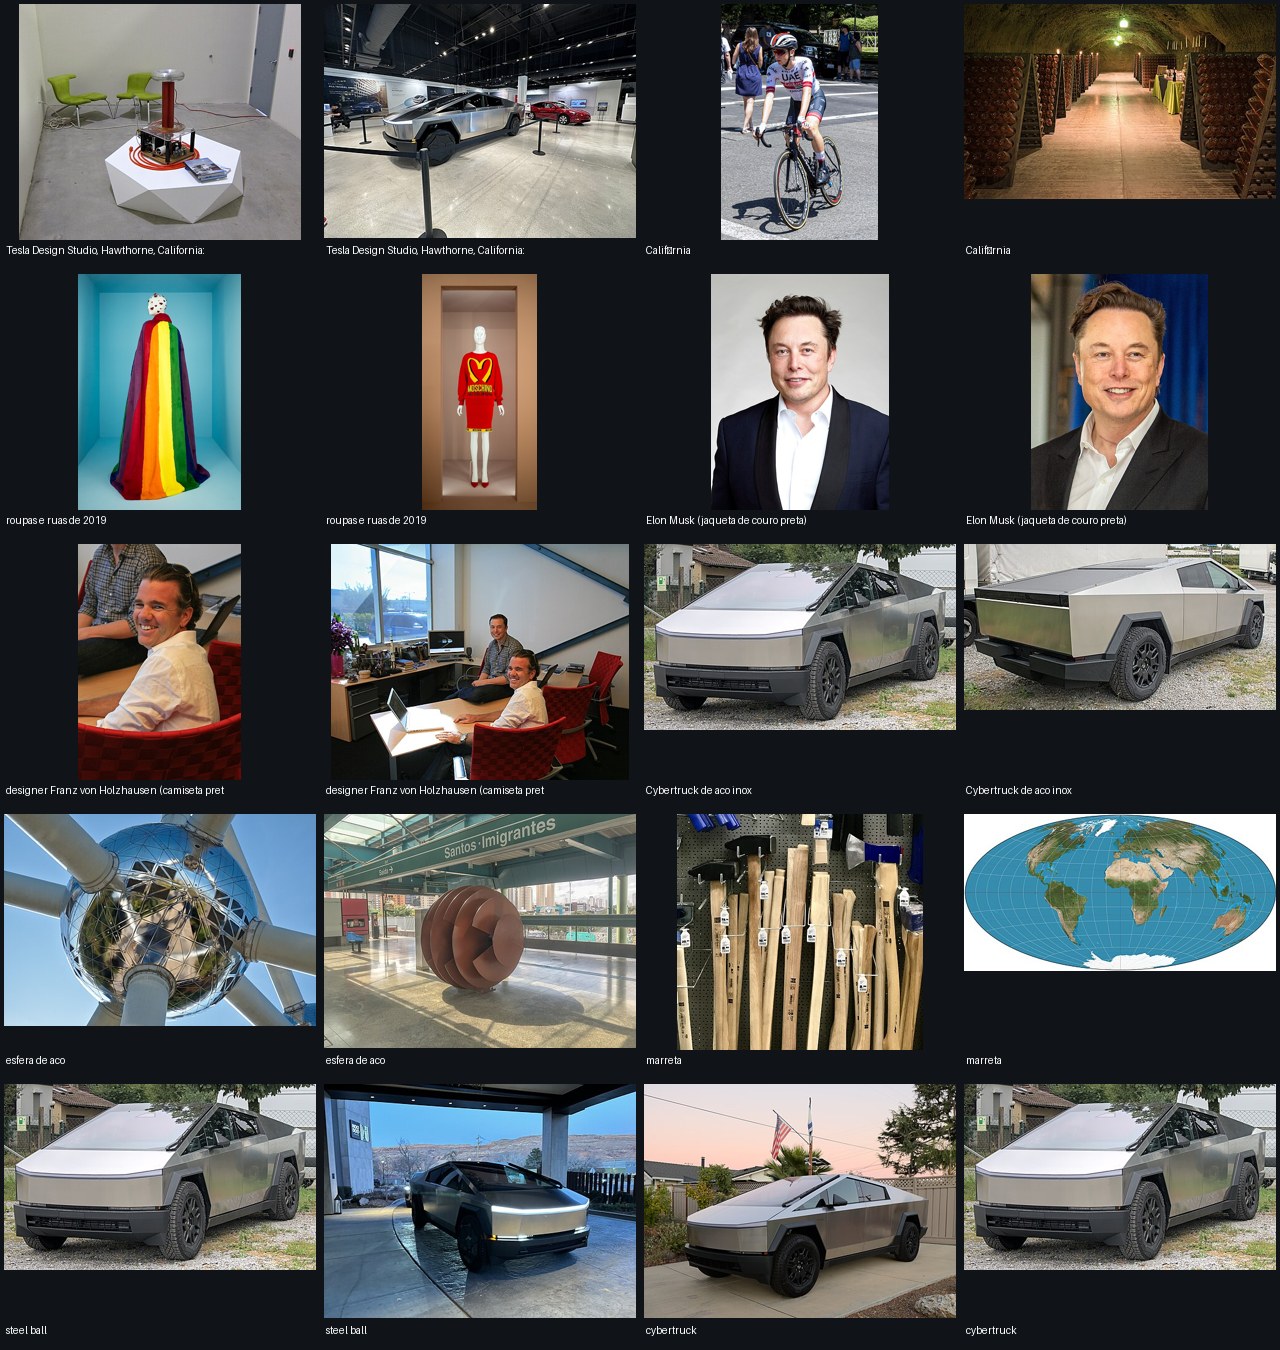 UAE
Tesla Design Studio, Hawthorne, California:
Tesla Design Studio, Hawthorne, California:
MOSCHINO
roupas e ruas de 2019
roupas e ruas de 2019
Elon Musk (jaqueta de couro preta)
Elon Musk (jaqueta de couro preta)
designer Franz von Holzhausen (camiseta pret
designer Franz von Holzhausen (camiseta pret
Cybertruck de aco inox
Cybertruck de aco inox
Santos-Imigrantes
esfera de aco
esfera de aco
marreta
marreta
steel ball
steel ball
cybertruck
cybertruck